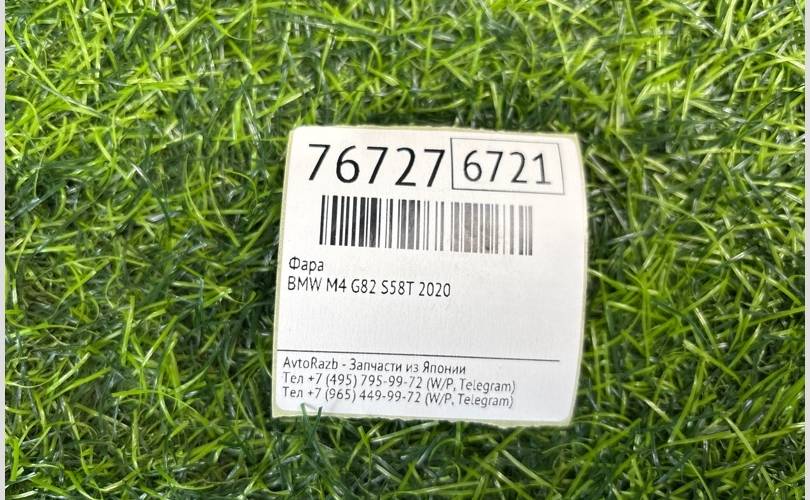 76727 6721
Фара
BMW M4 G82 S58T 2020
AvtoRazb - Запчасти из Японии
Тел +7 (495) 795-99-72 (W/P, Telegram)
Тел +7 (965) 449-99-72 (W/P, Telegram)